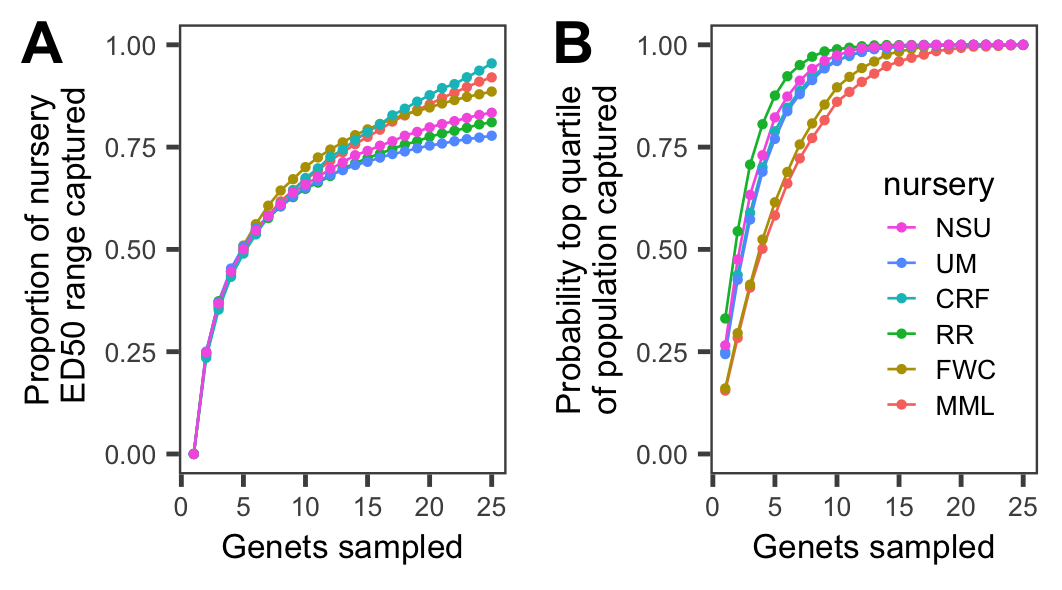 A
Proportion of nursery
ED50 range captured
1.00
0.75
0.50
0.25
0.00
0 5 10 15 20 25
Genets sampled
B
Probability top quartile
of population captured
1.00
0.75
0.50
0.25
0.00
nursery
NSU
UM
CRF
RR
FWC
MML
0 5 10 15 20 25
Genets sampled